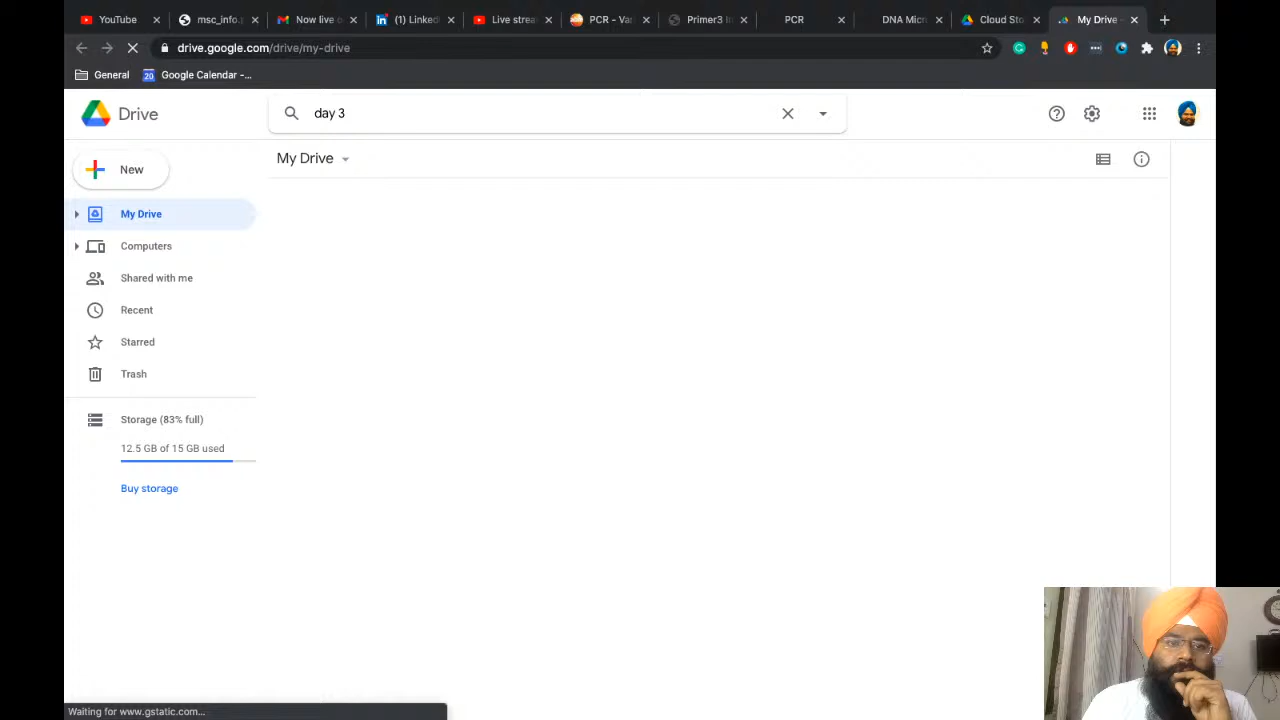 YouTube
msc_info.p
Now live o
(1) Linked
Live strea
PCR - Va
Primer3 In
PCR
DNA Micr
Cloud Sto
My Drive -
drive.google.com/drive/my-drive
General
20
Google Calendar -...
Drive
day 3
New
My Drive
My Drive
Computers
Shared with me
Recent
Starred
Trash
Storage (83% full)
12.5 GB of 15 GB used
Buy storage
Waiting for www.gstatic.com...